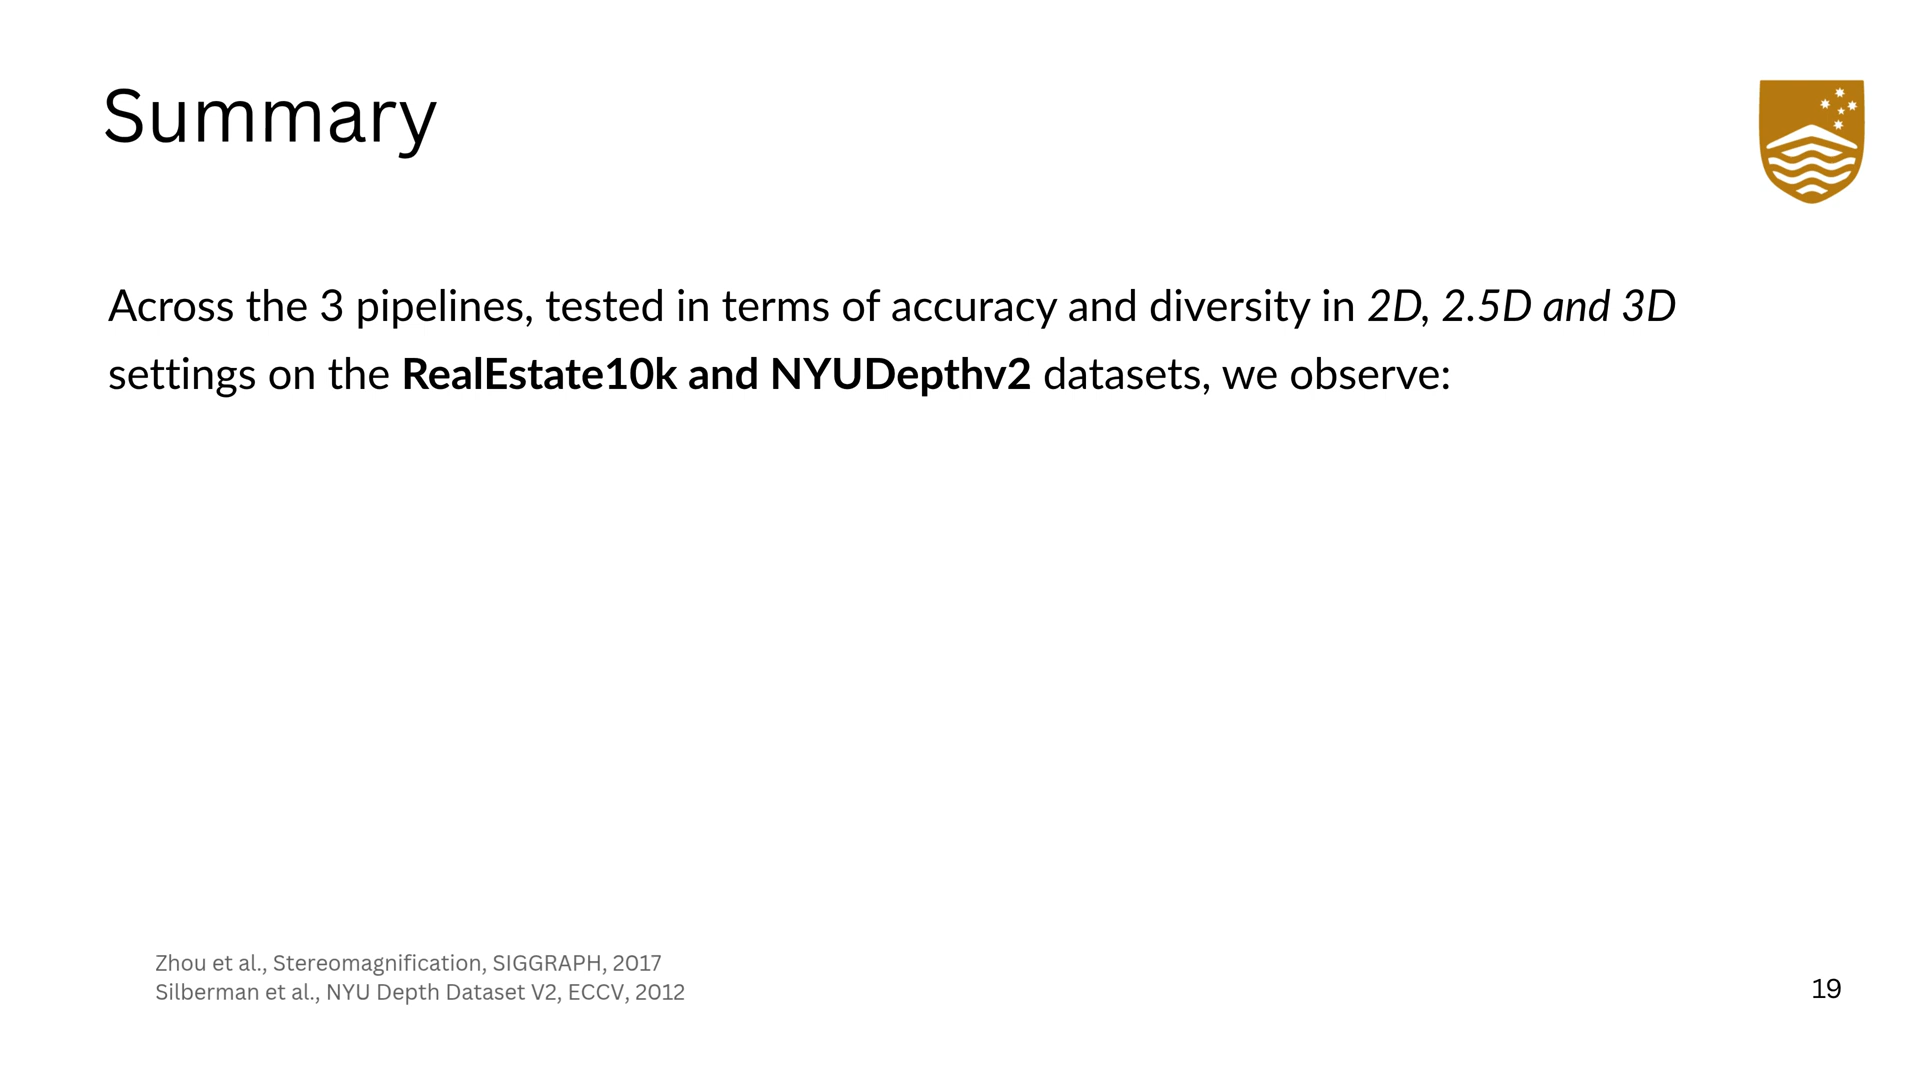 Summary
Across the 3 pipelines, tested in terms of accuracy and diversity in 2D, 2.5D and 3D
settings on the RealEstate10k and NYUDepthv2 datasets, we observe:
Zhou et al., Stereomagnification, SIGGRAPH, 2017
Silberman et al., NYU Depth Dataset V2, ECCV, 2012
19